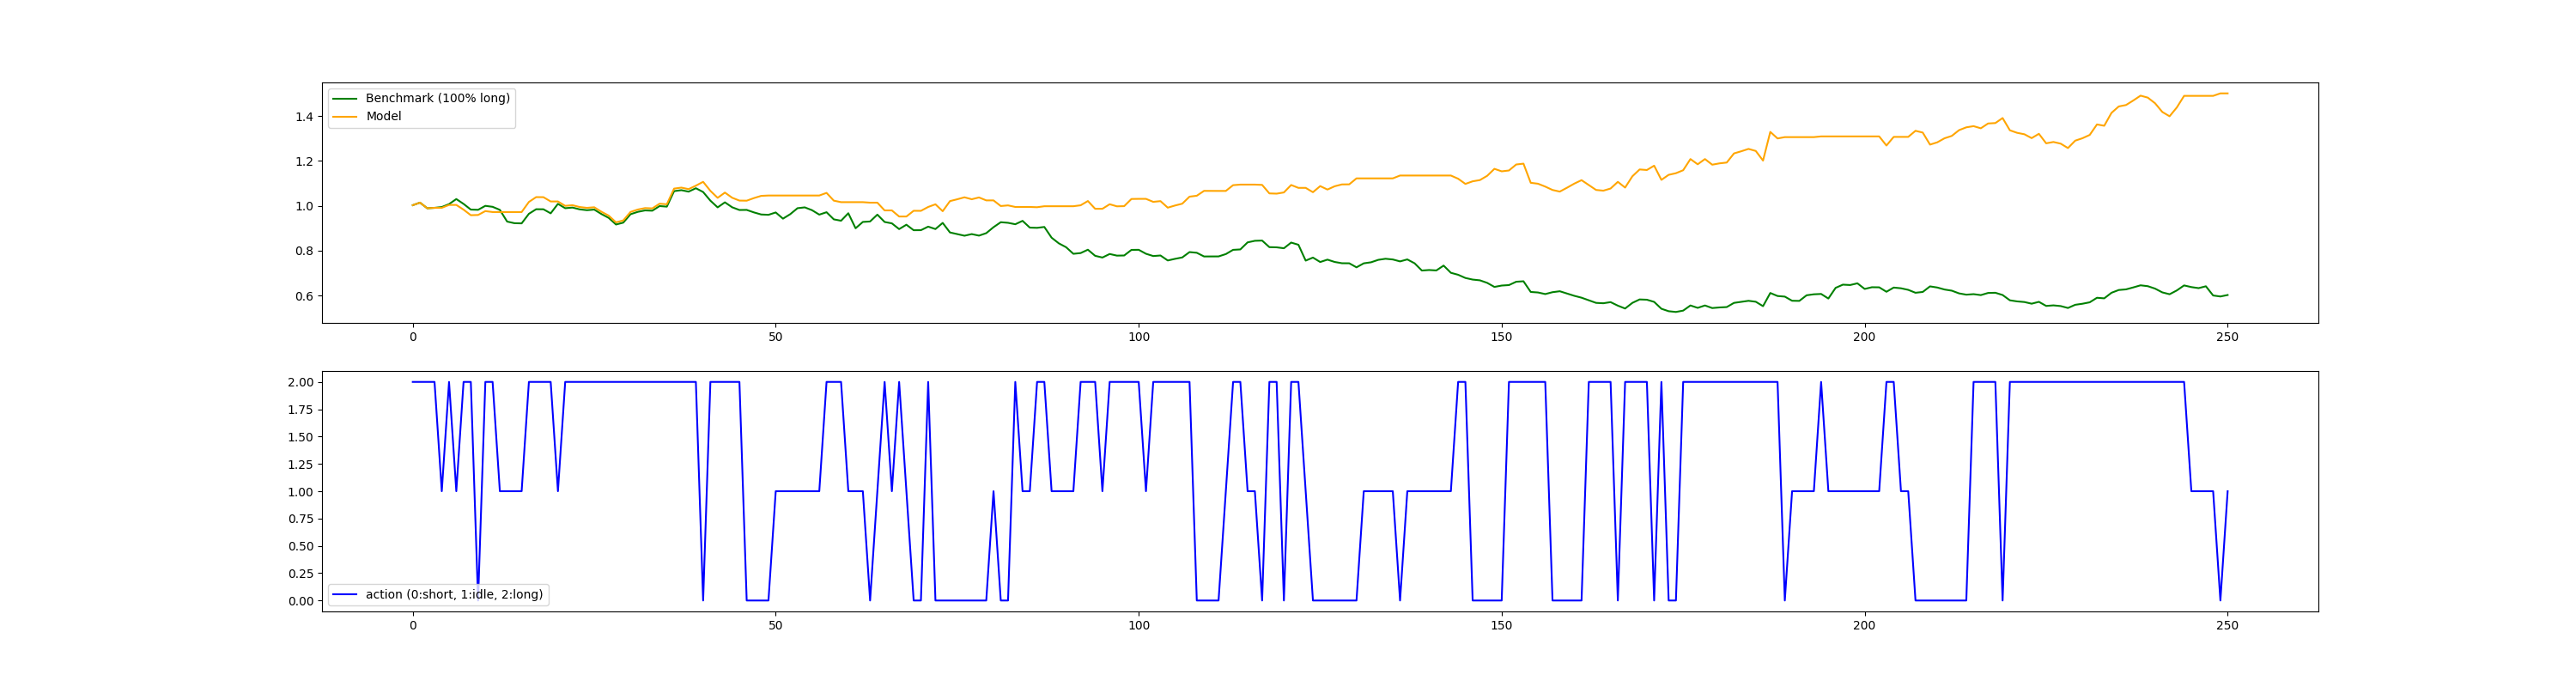 Benchmark (100% long)
Model
1.4
1.2
1.0
0.8
0.6
0 50 100 150 200 250
2.00
1.75
1.50
1.25
1.00
0.75
0.50
0.25
0.00
action (0:short, 1:idle, 2:long)
0 50 100 150 200 250